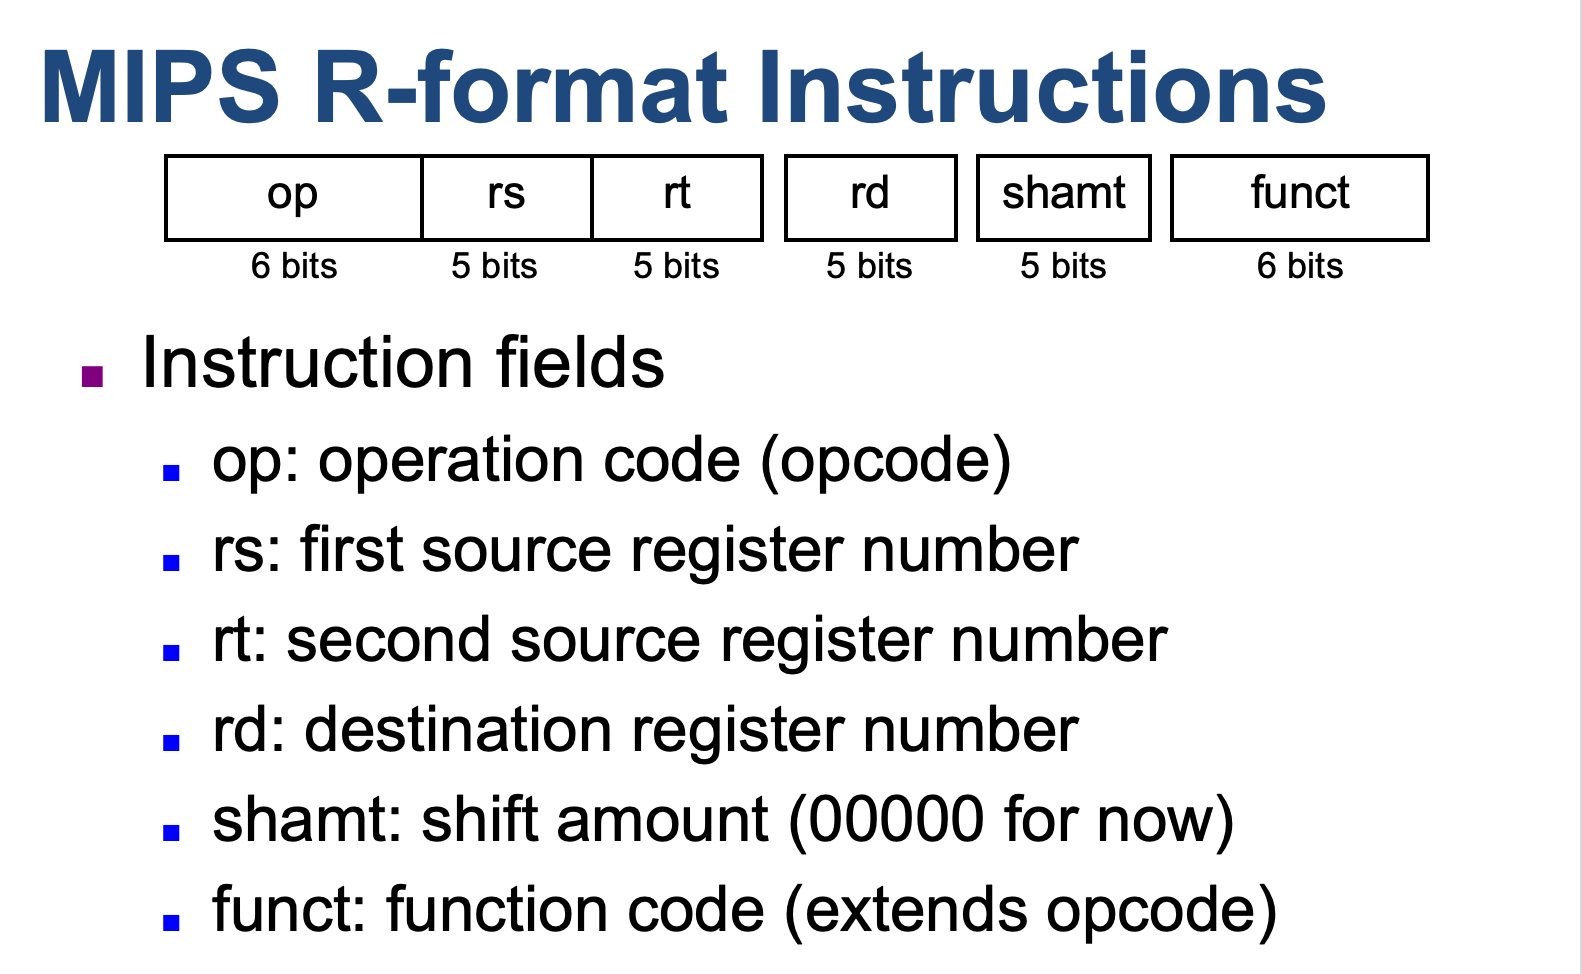 MIPS R-format Instructions
op rs rt rd shamt funct
6 bits 5 bits 5 bits 5 bits 5 bits 6 bits
Instruction fields
op: operation code (opcode)
rs: first source register number
rt: second source register number
rd: destination register number
shamt: shift amount (00000 for now)
funct: function code (extends opcode)